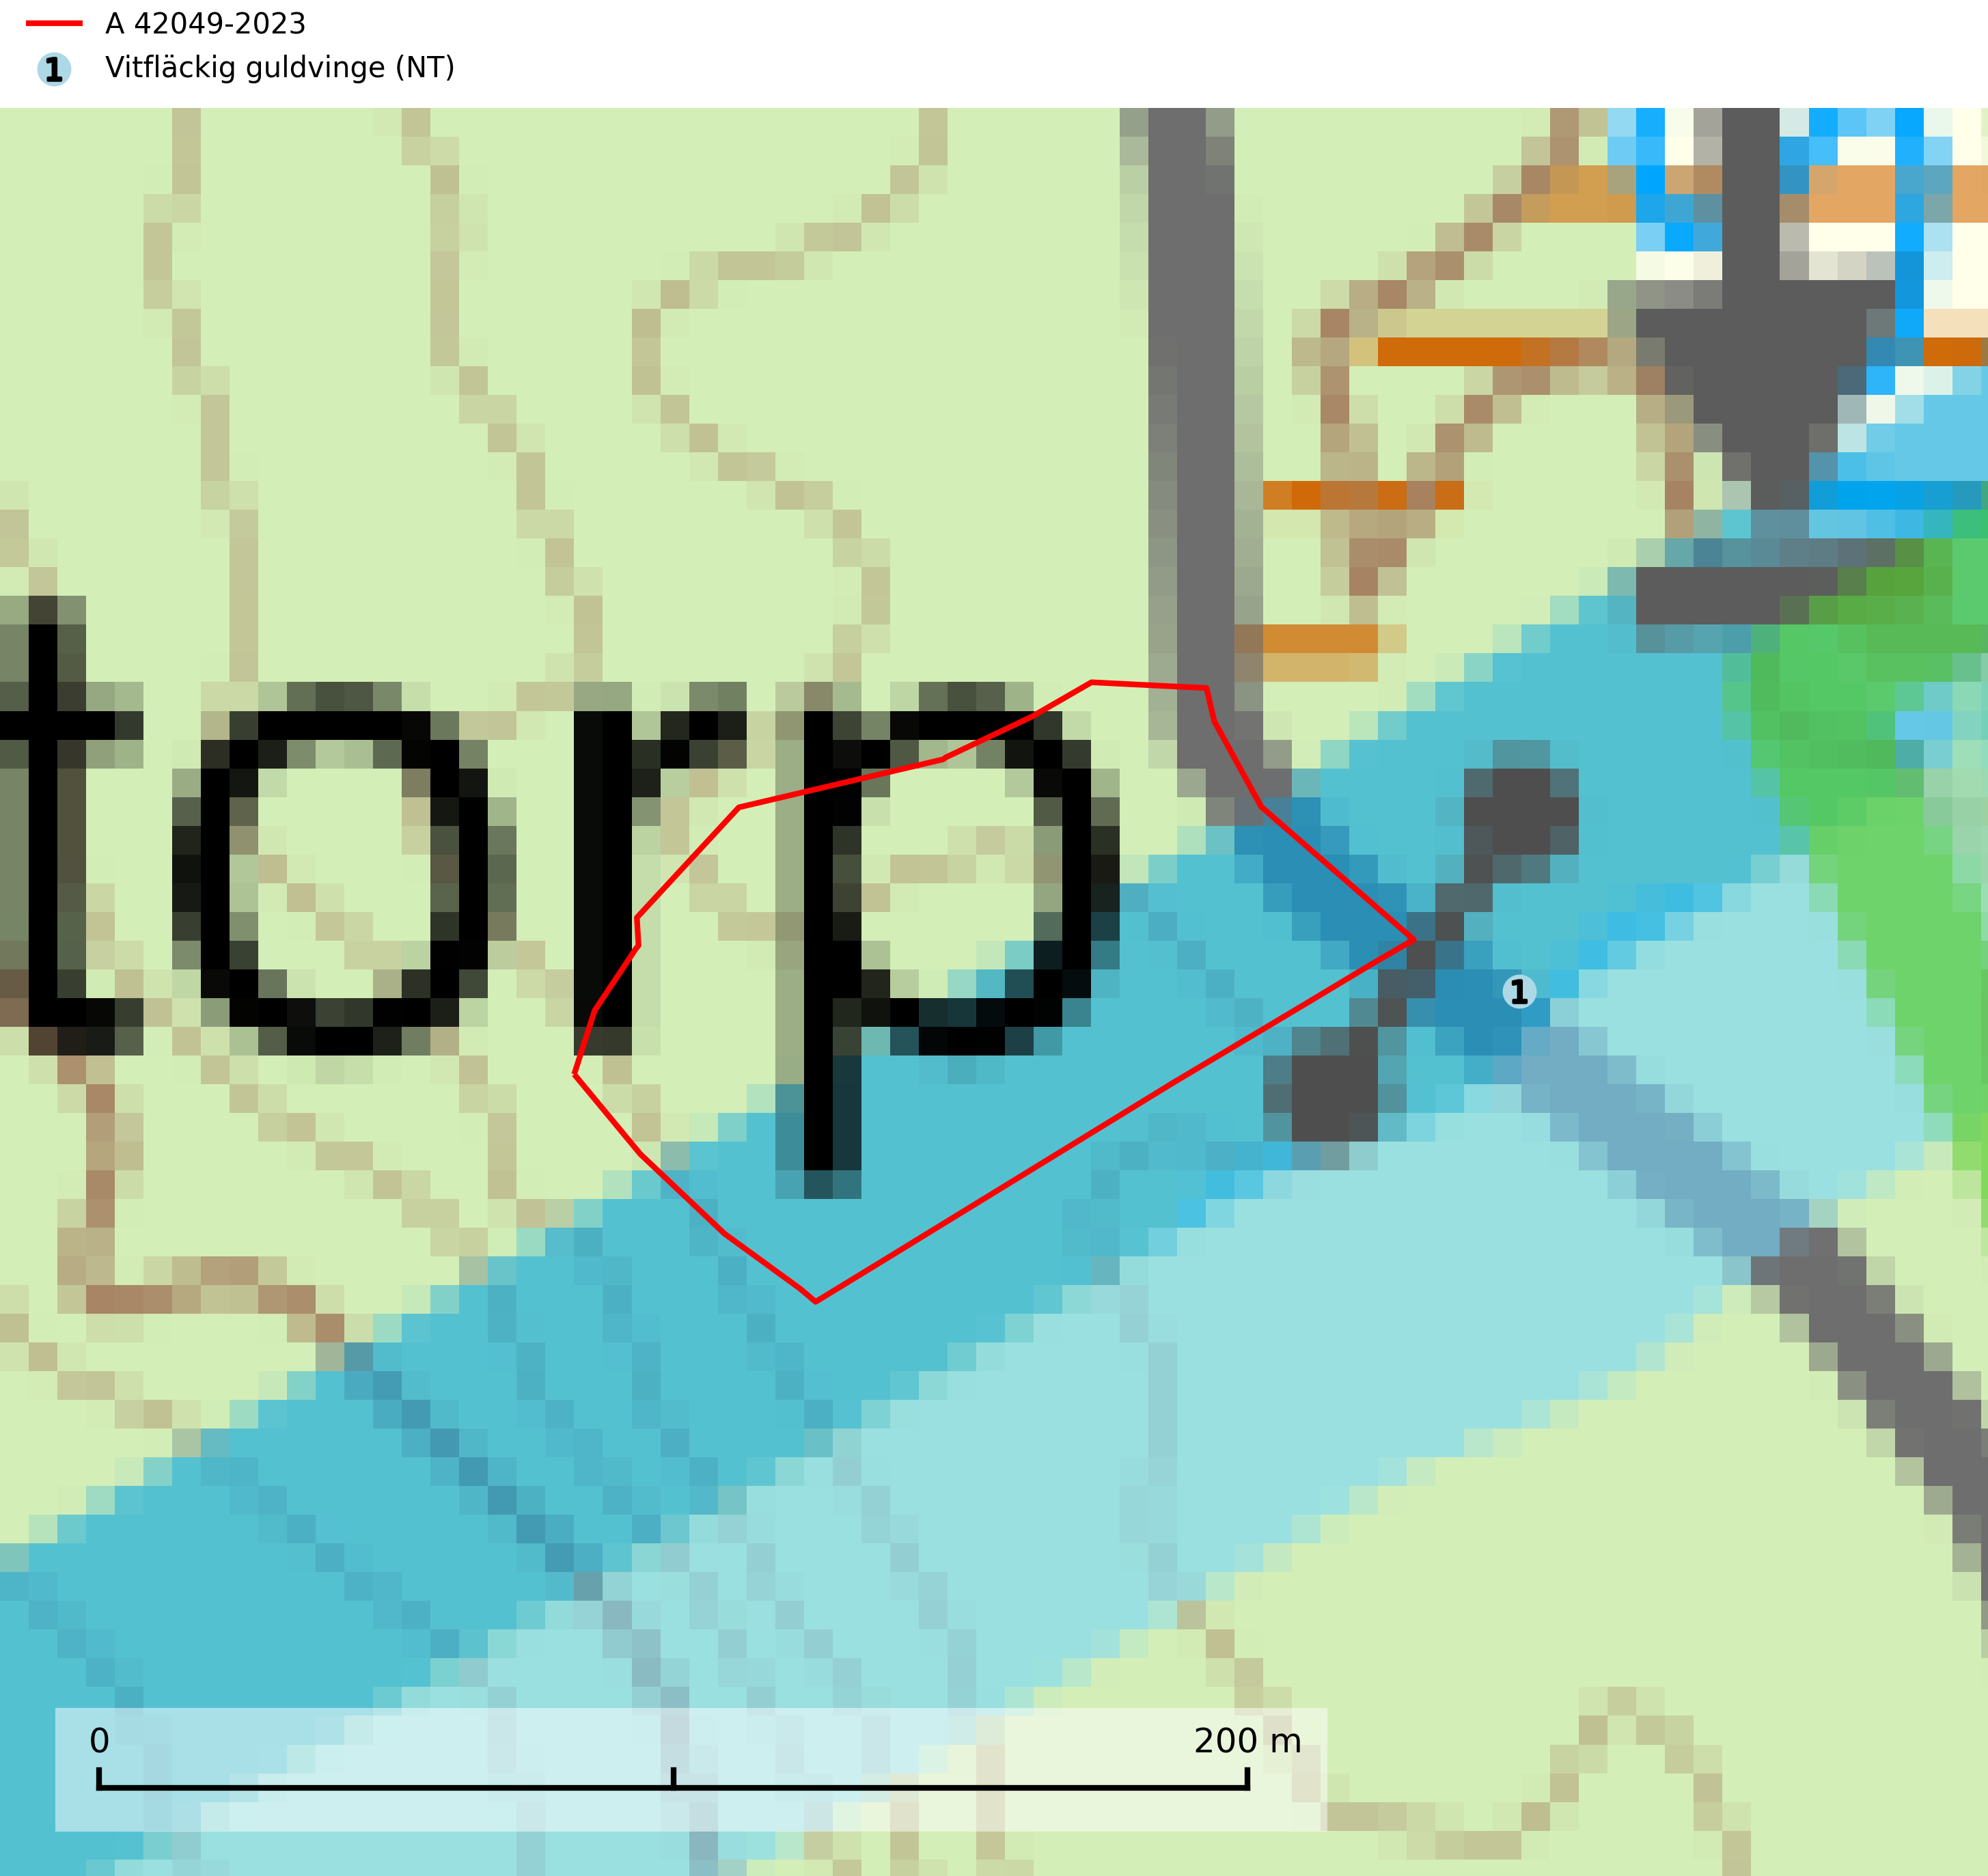 A 42049-2023
1 Vitfläckig guldvinge (NT)
torp
1
0 200 m